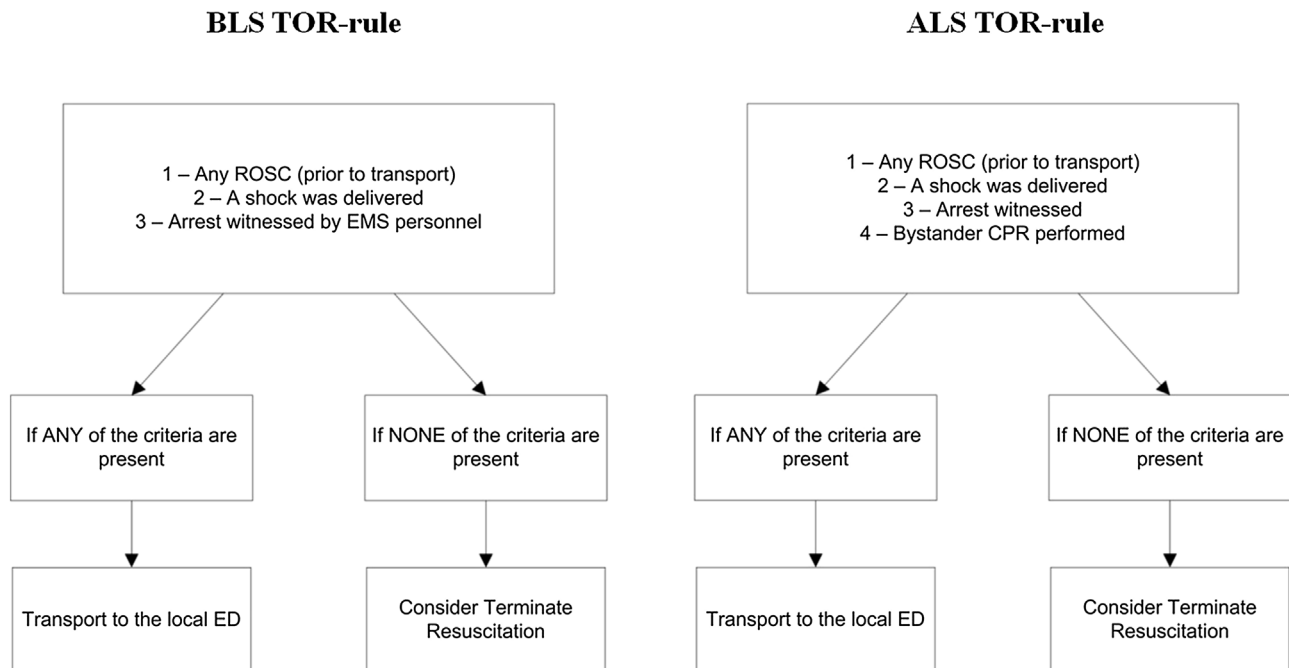 BLS TOR-rule
1 – Any ROSC (prior to transport)
2 – A shock was delivered
3 – Arrest witnessed by EMS personnel
If ANY of the criteria are
present
If NONE of the criteria are
present
Transport to the local ED
Consider Terminate
Resuscitation
ALS TOR-rule
1 – Any ROSC (prior to transport)
2 – A shock was delivered
3 – Arrest witnessed
4 – Bystander CPR performed
If ANY of the criteria are
present
If NONE of the criteria are
present
Transport to the local ED
Consider Terminate
Resuscitation